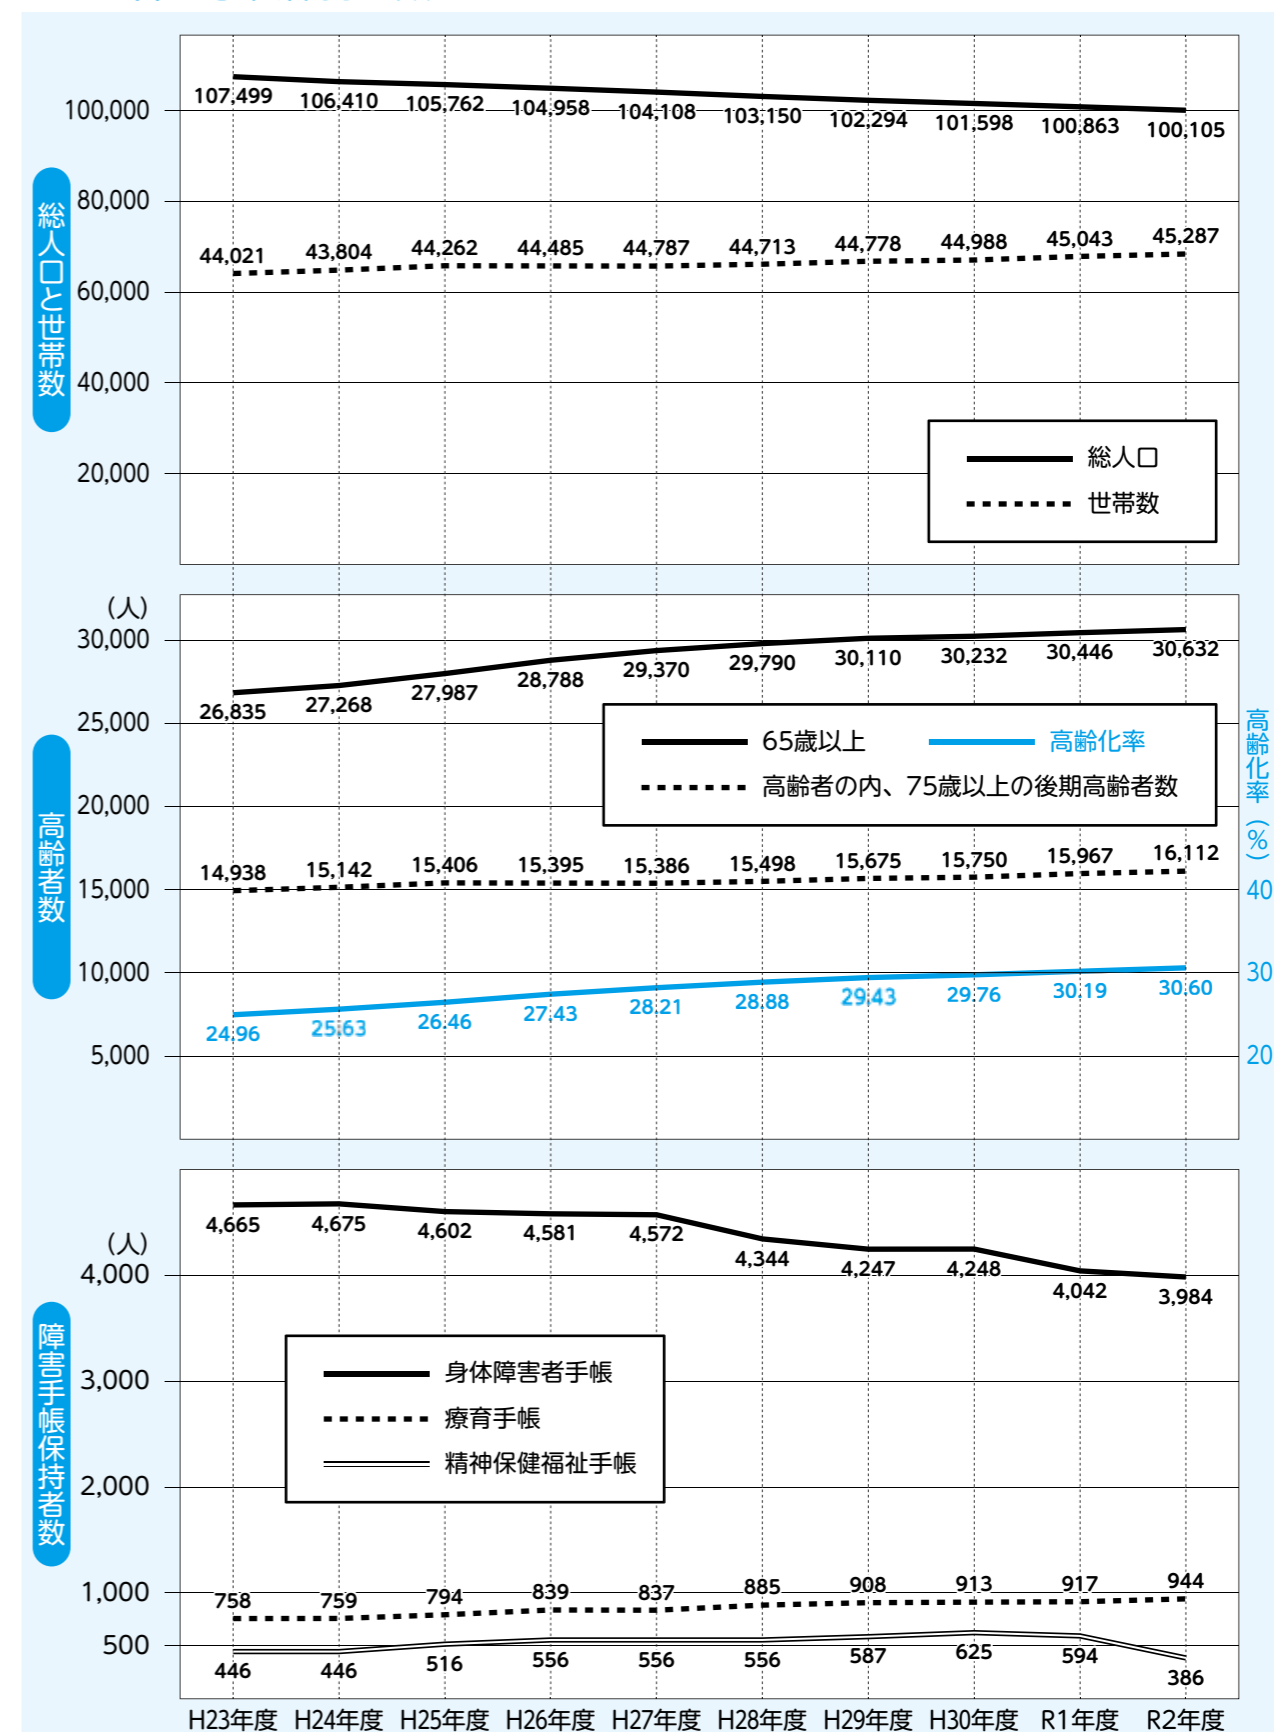 総人口と世帯数
100,000
80,000
60,000
40,000
20,000
107,499 106,410 105,762 104,958 104,108 103,150 102,294 101,598 100,863 100,105
44,021 43,804 44,262 44,485 44,787 44,713 44,778 44,988 45,043 45,287
総人口
世帯数
高齢者数
(人)
30,000
25,000
20,000
15,000
10,000
5,000
26,835 27,268 27,987 28,788 29,370 29,790 30,110 30,232 30,446 30,632
65歳以上 高齢化率
高齢者の内、75歳以上の後期高齢者数
14,938 15,142 15,406 15,395 15,386 15,498 15,675 15,750 15,967 16,112
24.96 25.63 26.46 27.43 28.21 28.88 29.43 29.76 30.19 30.60
高齢化率(%)
40
30
20
障害手帳保持者数
(人)
4,000
3,000
2,000
1,000
500
4,665 4,675 4,602 4,581 4,572 4,344 4,247 4,248 4,042 3,984
身体障害者手帳
療育手帳
精神保健福祉手帳
758 759 794 839 837 885 908 913 917 944
446 446 516 556 556 556 587 625 594 386
H23年度 H24年度 H25年度 H26年度 H27年度 H28年度 H29年度 H30年度 R1年度 R2年度